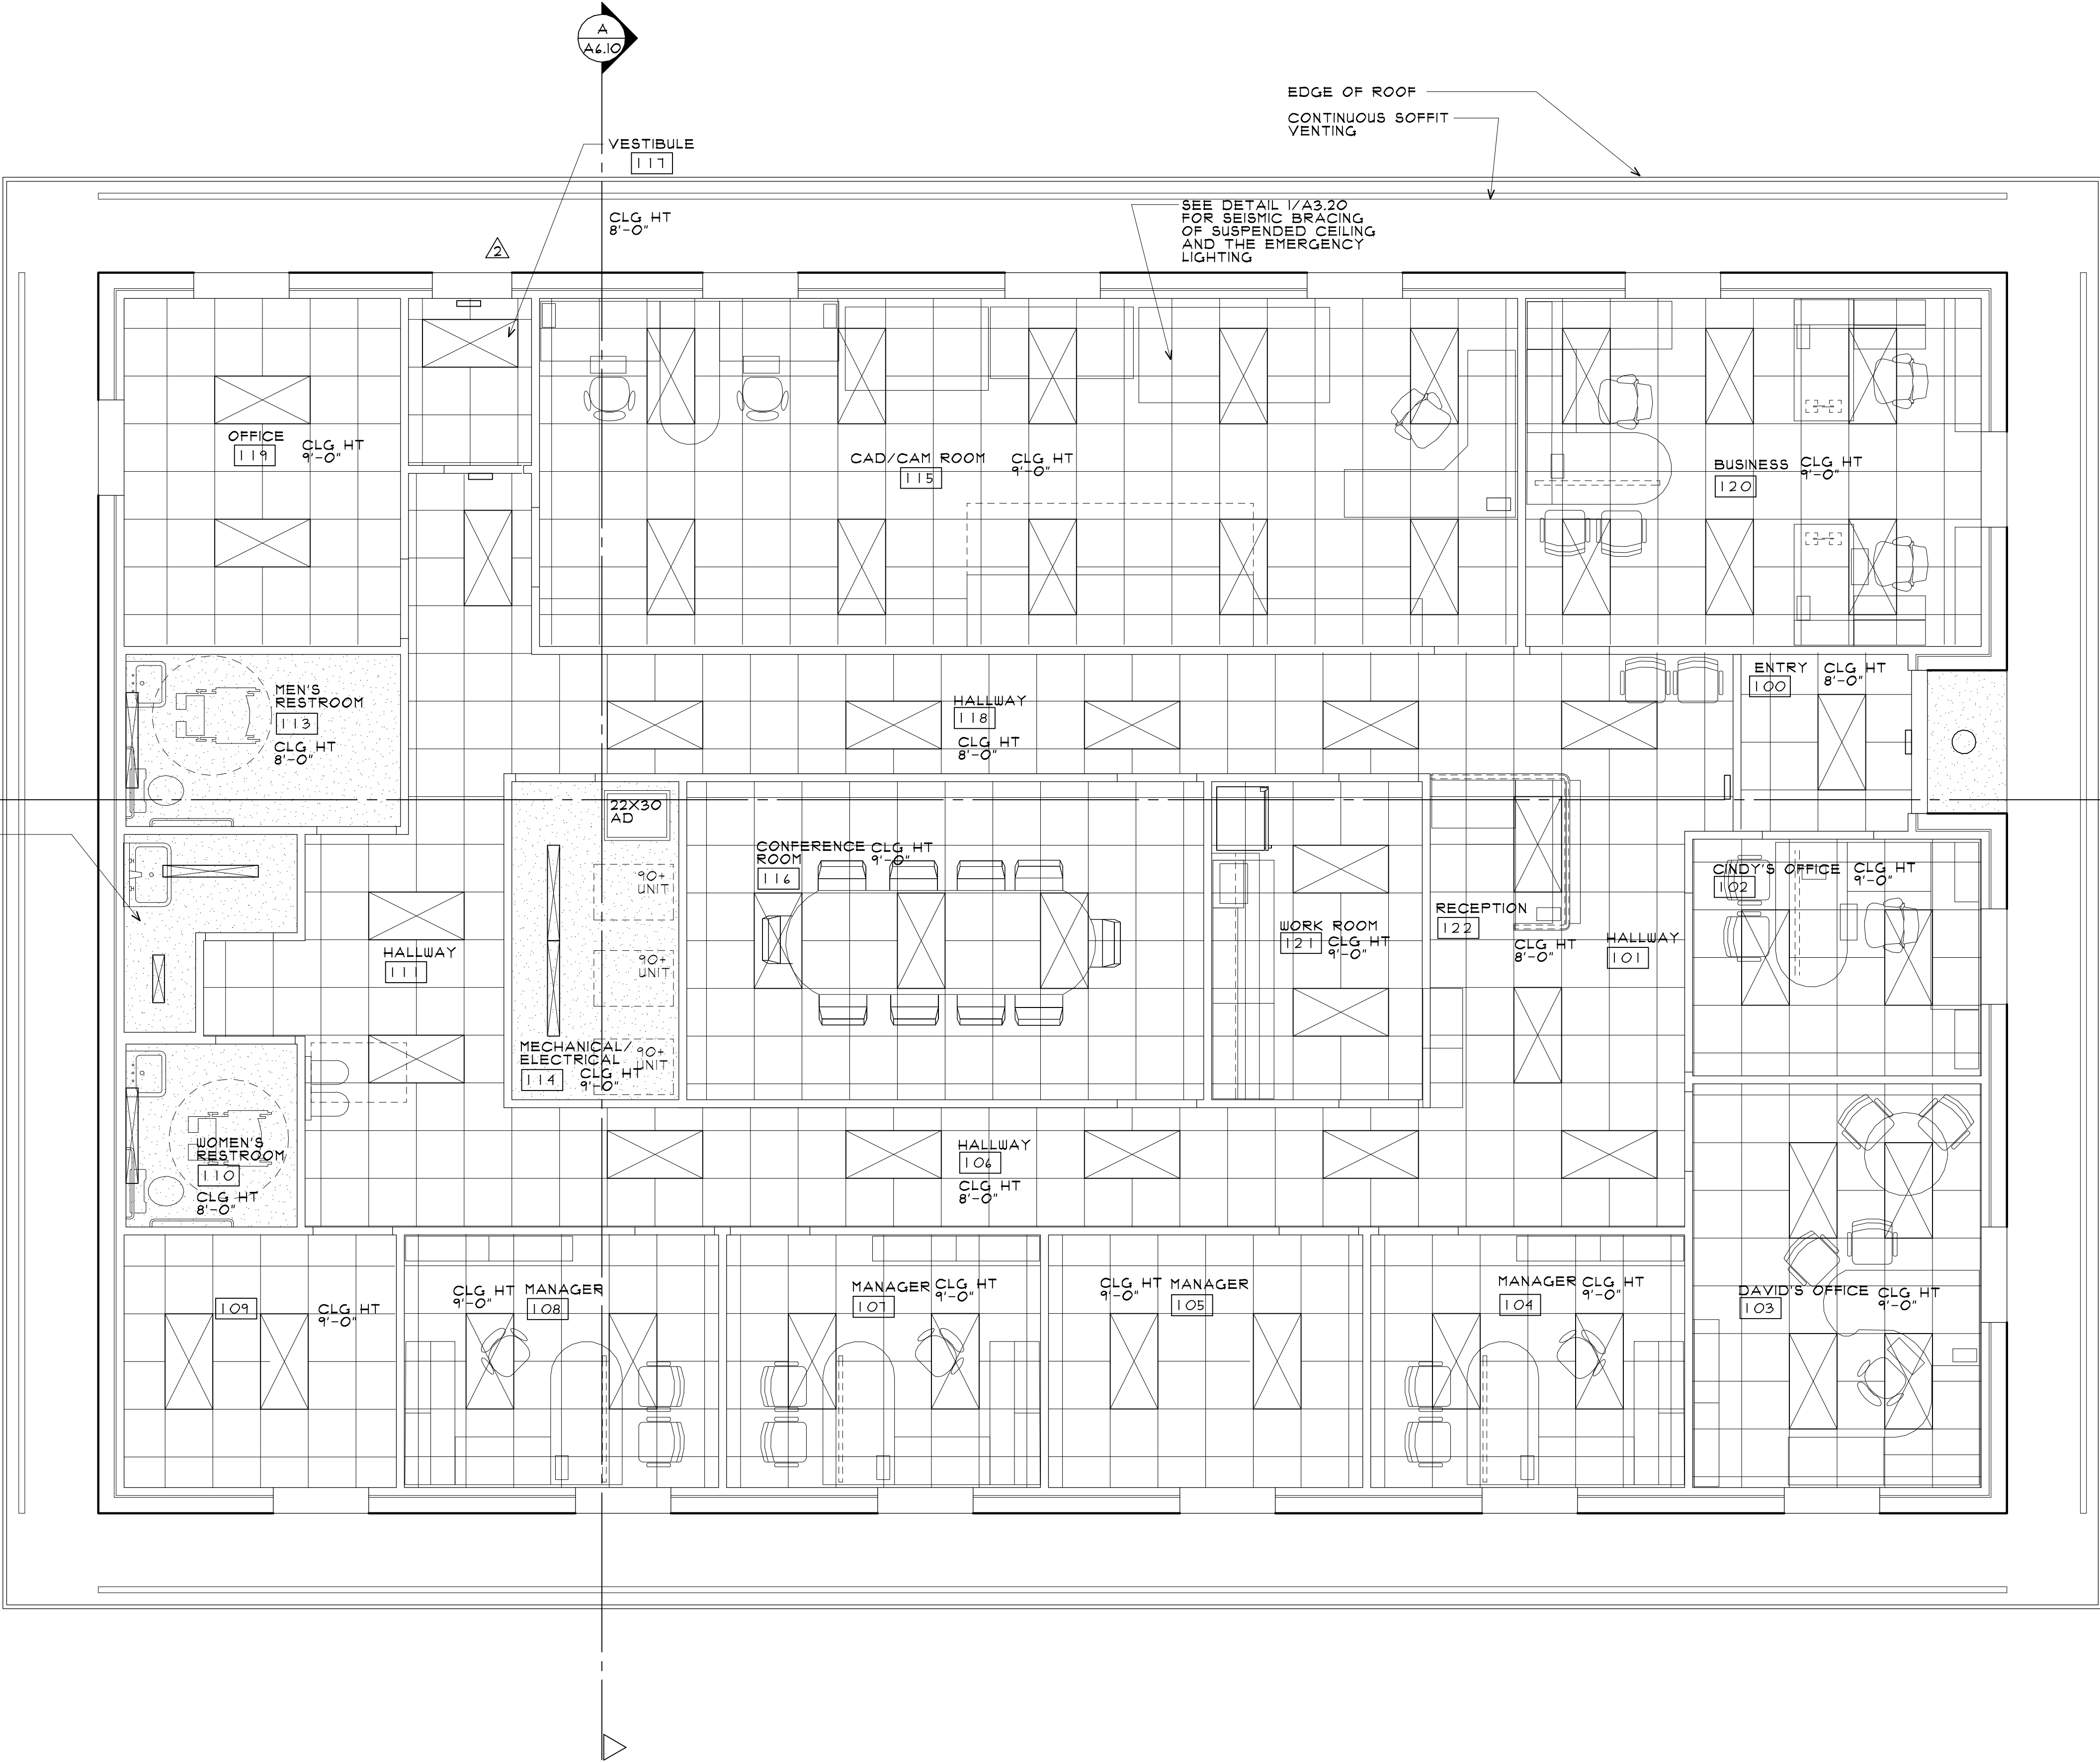 A
A6.10
EDGE OF ROOF
CONTINUOUS SOFFIT
VENTING
VESTIBULE
117
CLG HT
8'-0"
2
SEE DETAIL 1/A3.20
FOR SEISMIC BRACING
OF SUSPENDED CEILING
AND THE EMERGENCY
LIGHTING
OFFICE
119
CLG HT
9'-0"
CAD/CAM ROOM
115
CLG HT
9'-0"
BUSINESS
120
CLG HT
9'-0"
MEN'S
RESTROOM
113
CLG HT
8'-0"
HALLWAY
118
CLG HT
8'-0"
ENTRY
100
CLG HT
8'-0"
22X30
AD
90+
UNIT
90+
UNIT
90+
UNIT
CONFERENCE
ROOM
116
CLG HT
9'-0"
WORK ROOM
121
CLG HT
9'-0"
RECEPTION
122
CLG HT
8'-0"
HALLWAY
101
CINDY'S OFFICE
102
CLG HT
9'-0"
HALLWAY
111
MECHANICAL/
ELECTRICAL
114
CLG HT
9'-0"
WOMEN'S
RESTROOM
110
CLG HT
8'-0"
HALLWAY
106
CLG HT
8'-0"
109
CLG HT
9'-0"
CLG HT
9'-0"
MANAGER
108
MANAGER
107
CLG HT
9'-0"
CLG HT
9'-0"
MANAGER
105
MANAGER
104
CLG HT
9'-0"
DAVID'S OFFICE
103
CLG HT
9'-0"